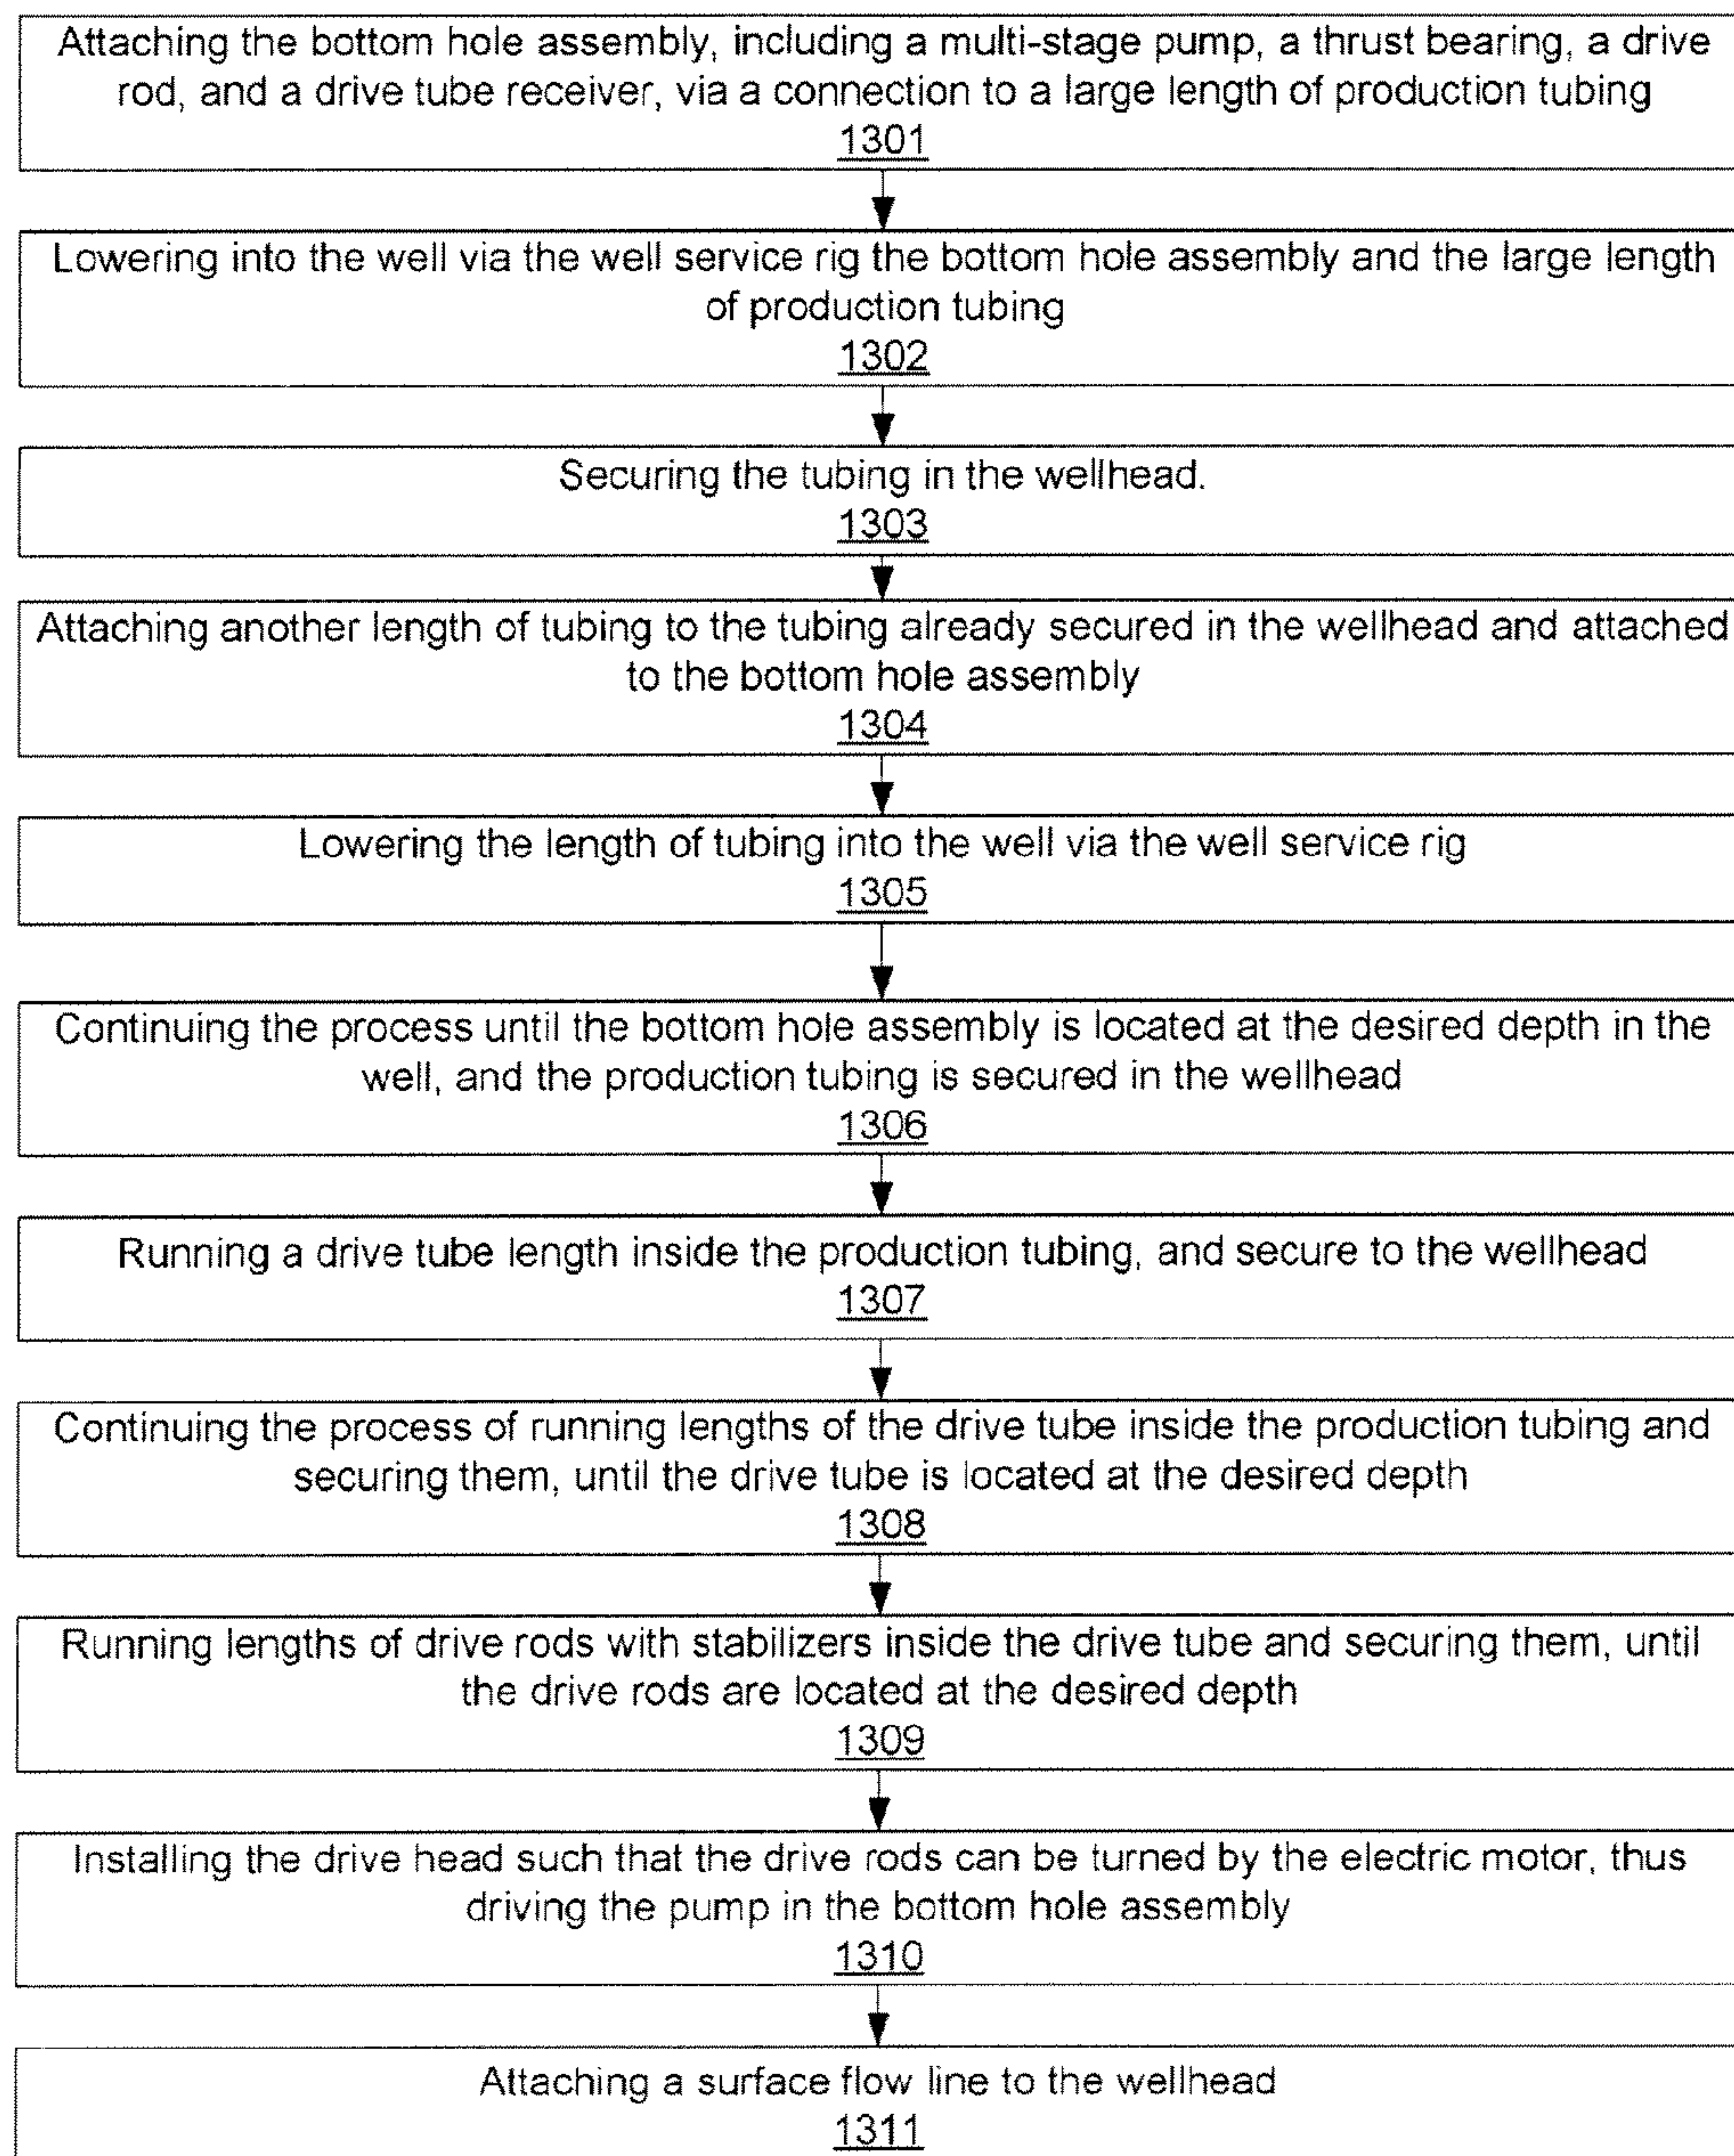 Attaching the bottom hole assembly, including a multi-stage pump, a thrust bearing, a drive
rod, and a drive tube receiver, via a connection to a large length of production tubing
1301
Lowering into the well via the well service rig the bottom hole assembly and the large length
of production tubing
1302
Securing the tubing in the wellhead.
1303
Attaching another length of tubing to the tubing already secured in the wellhead and attached
to the bottom hole assembly
1304
Lowering the length of tubing into the well via the well service rig
1305
Continuing the process until the bottom hole assembly is located at the desired depth in the
well, and the production tubing is secured in the wellhead
1306
Running a drive tube length inside the production tubing, and secure to the wellhead
1307
Continuing the process of running lengths of the drive tube inside the production tubing and
securing them, until the drive tube is located at the desired depth
1308
Running lengths of drive rods with stabilizers inside the drive tube and securing them, until
the drive rods are located at the desired depth
1309
Installing the drive head such that the drive rods can be turned by the electric motor, thus
driving the pump in the bottom hole assembly
1310
Attaching a surface flow line to the wellhead
1311